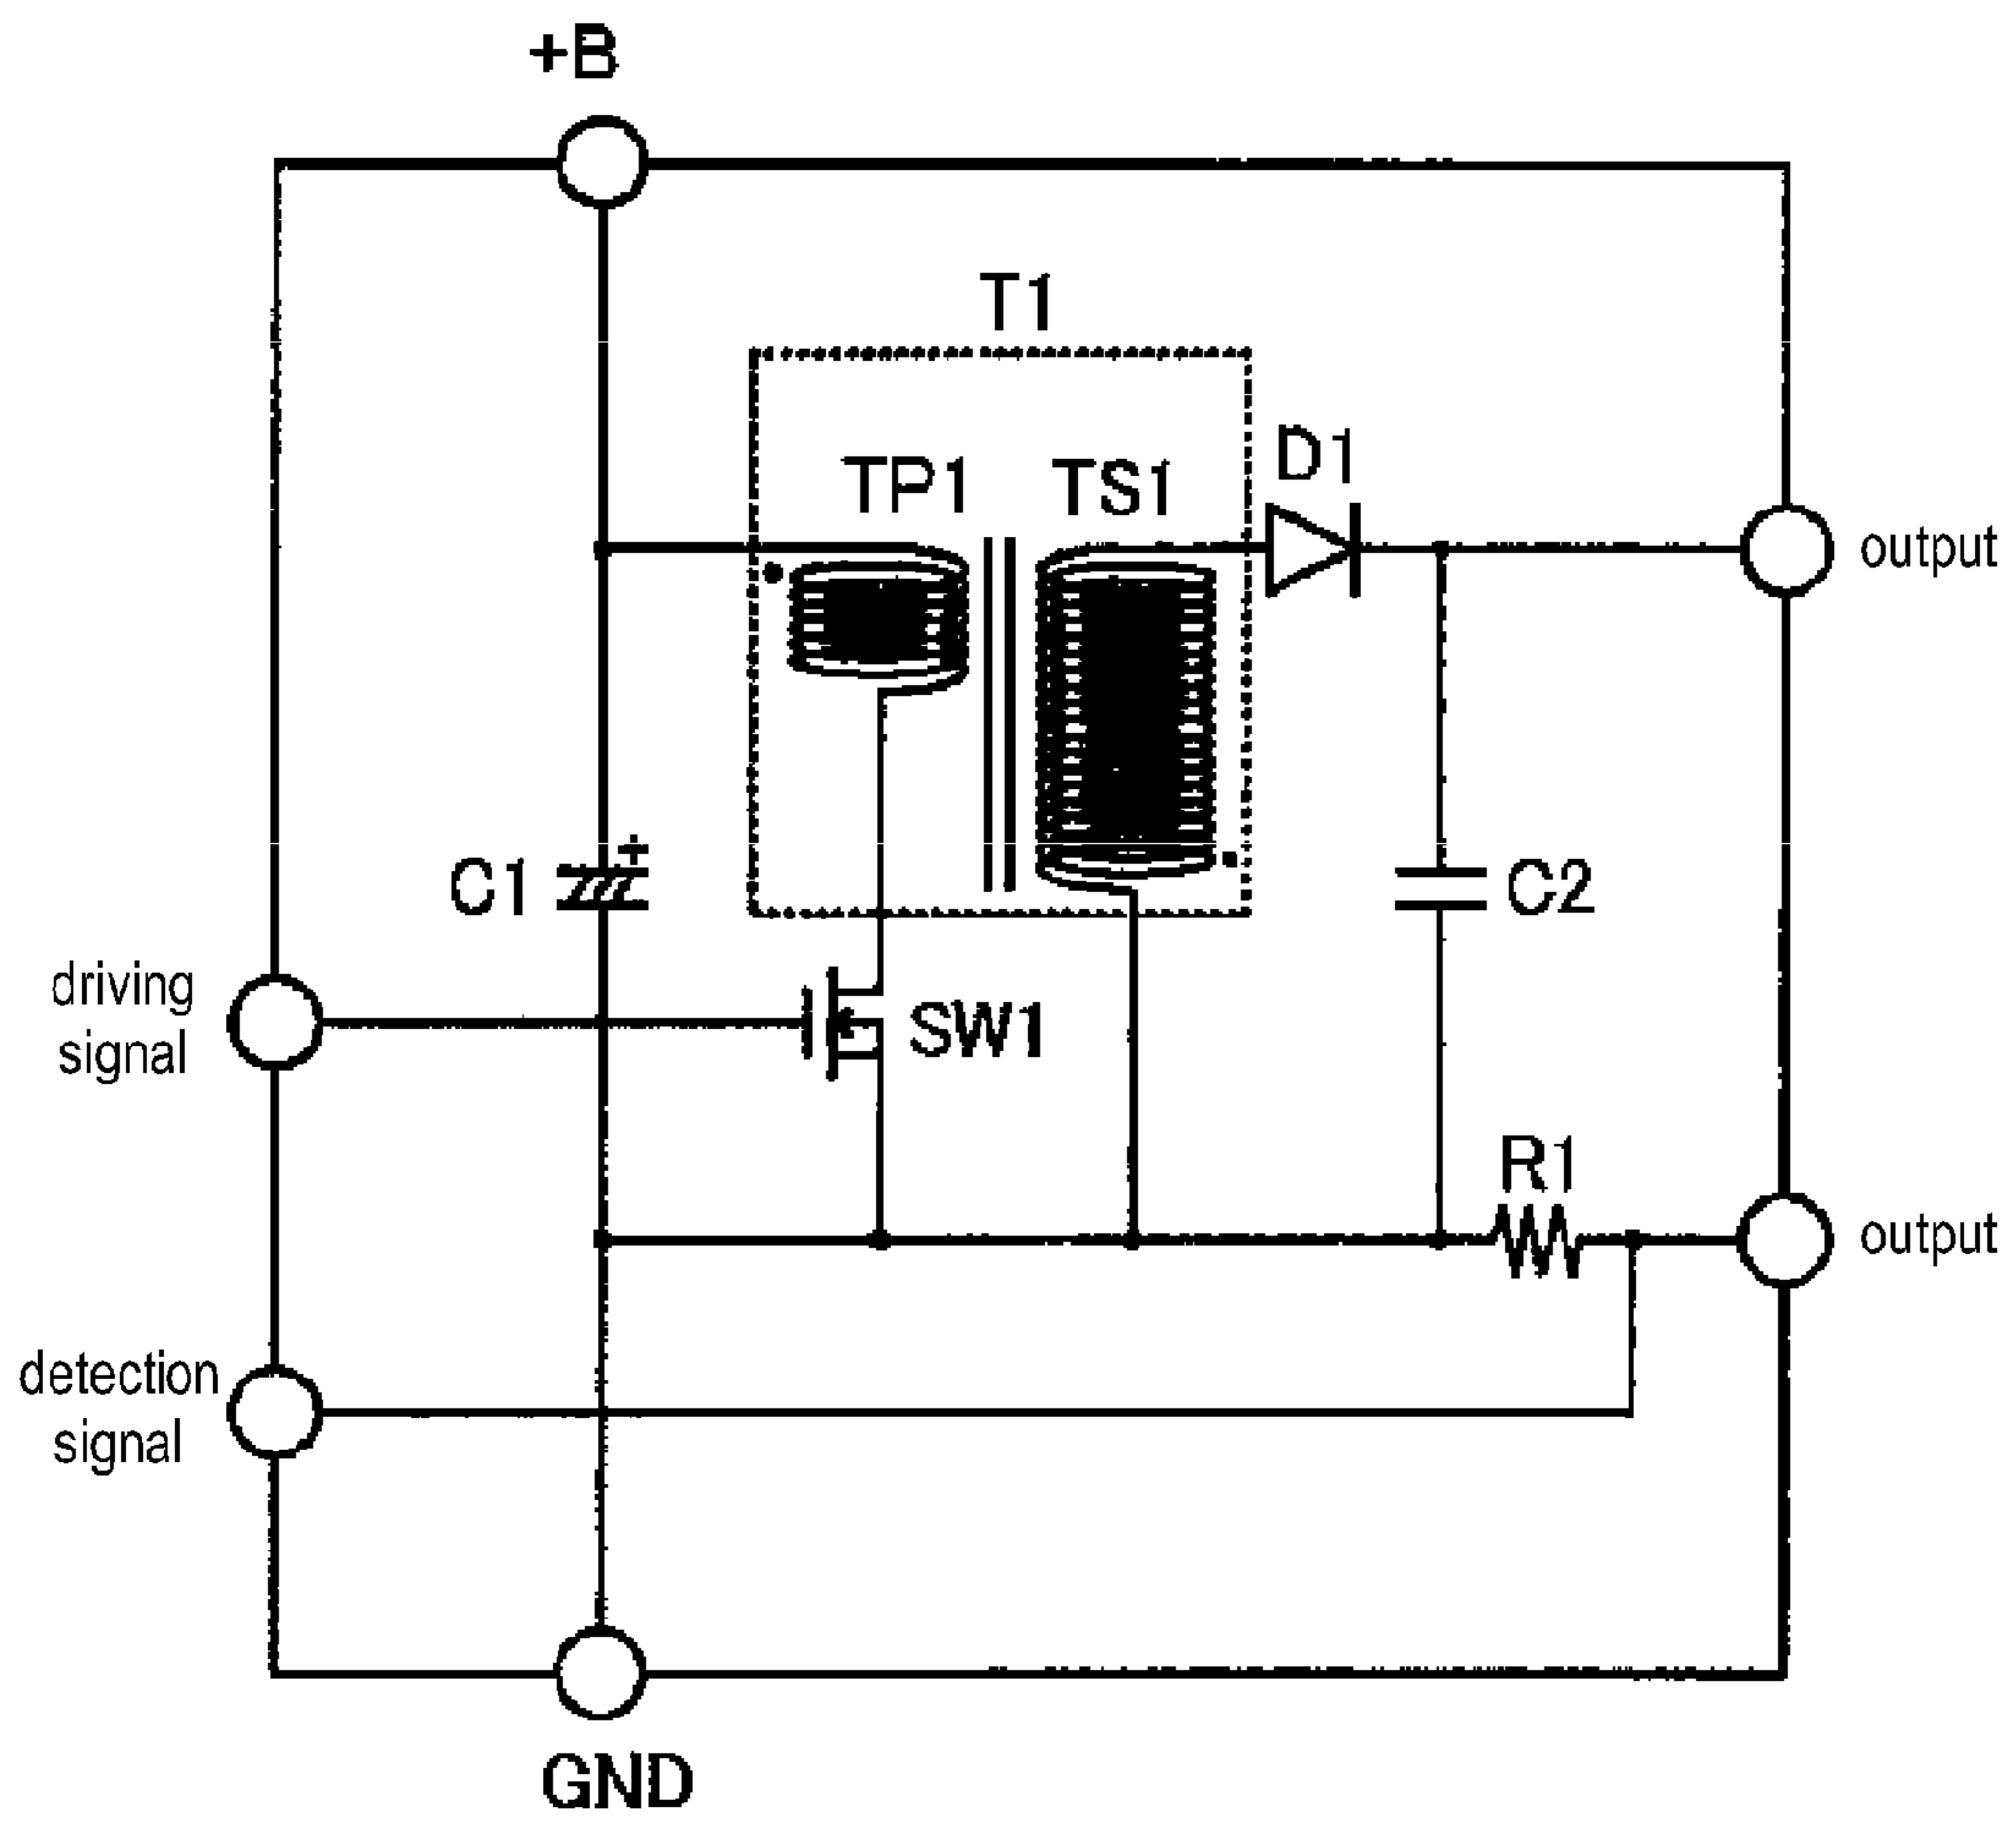 +B
T1
TP1
TS1
D1
output
+
C1
C2
driving
signal
SW1
R1
output
detection
signal
GND